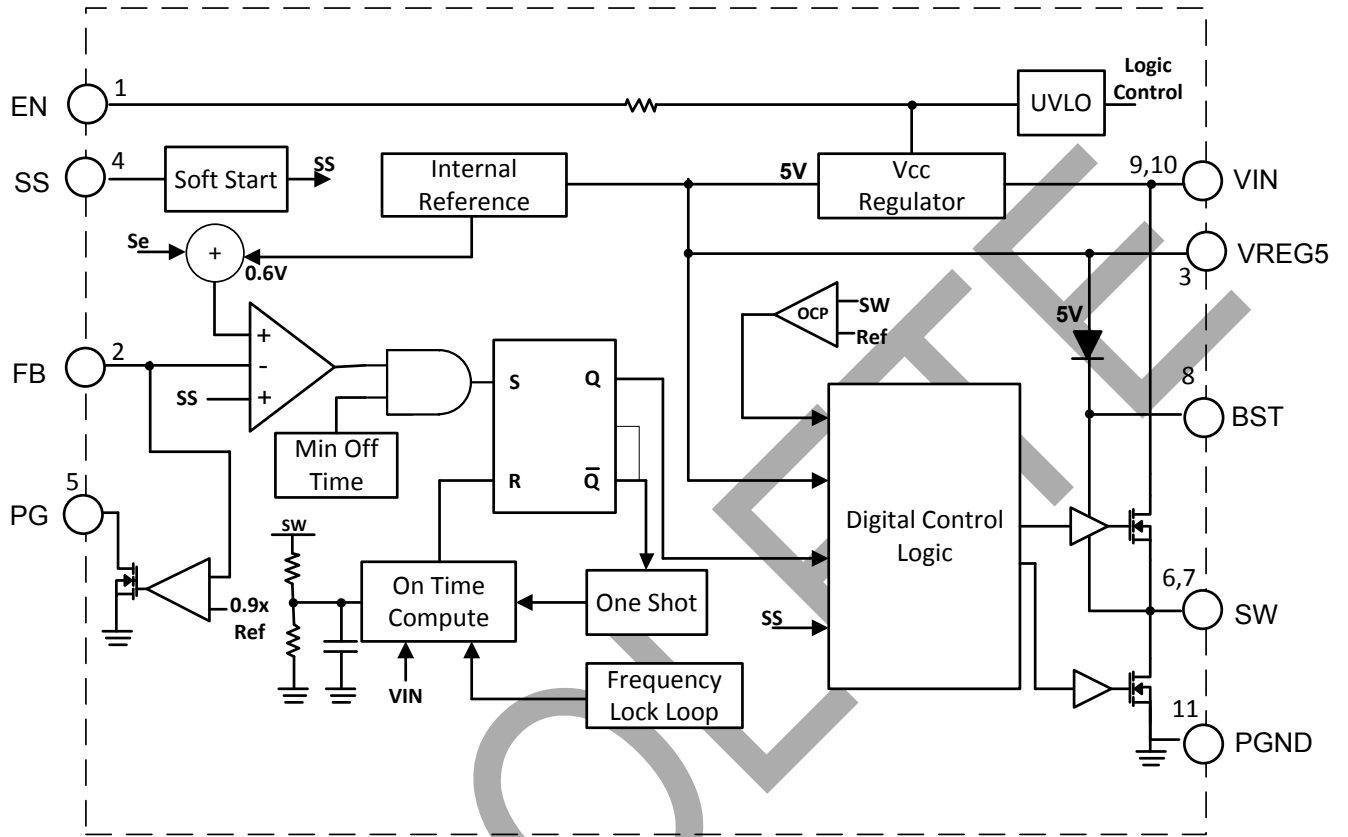 1
EN
UVLO
Logic
Control
4
SS
Soft Start
SS
Internal
Reference
5V
Vcc
Regulator
9,10
VIN
Se
+
0.6V
VREG5
3
OCP
SW
Ref
5V
+
-
SS
+
2
FB
8
BST
S
Q
R
Q̅
Min Off
Time
5
PG
SW
Digital Control
Logic
On Time
Compute
One Shot
0.9x
Ref
SS
6,7
SW
VIN
Frequency
Lock Loop
11
PGND
OLETE